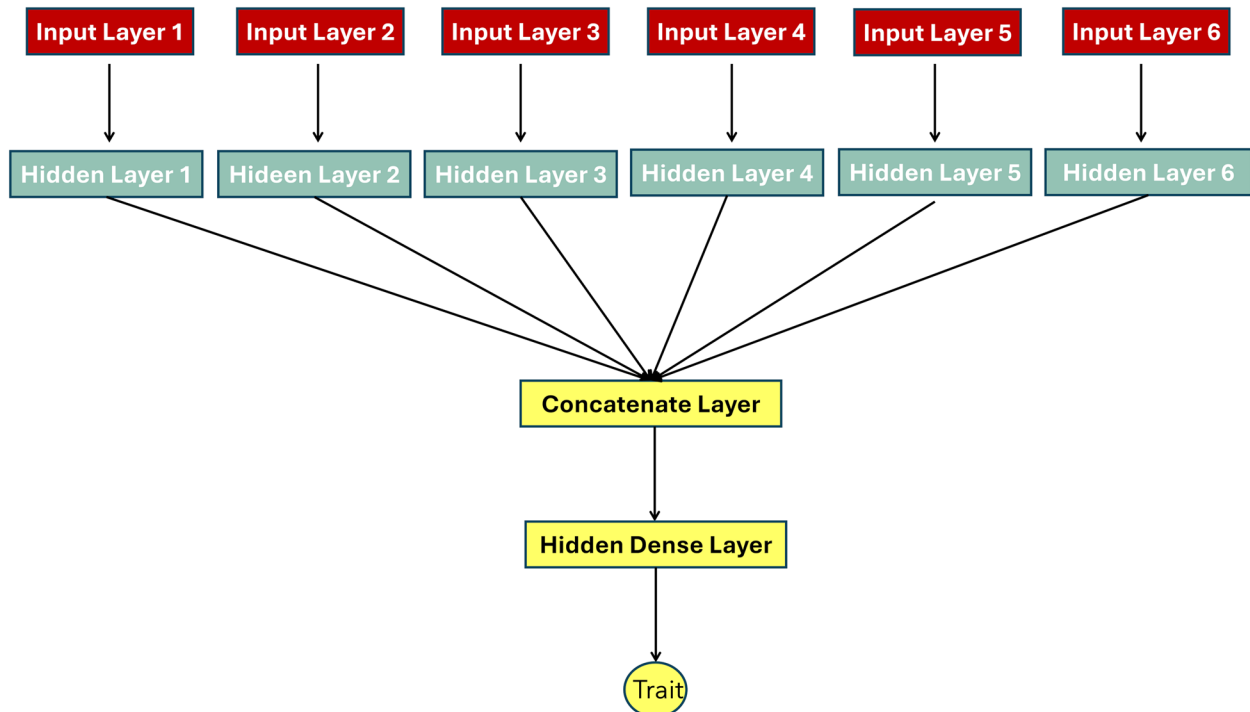 Input Layer 1
Input Layer 2
Input Layer 3
Input Layer 4
Input Layer 5
Input Layer 6
Hidden Layer 1
Hideen Layer 2
Hidden Layer 3
Hidden Layer 4
Hidden Layer 5
Hidden Layer 6
Concatenate Layer
Hidden Dense Layer
Trait